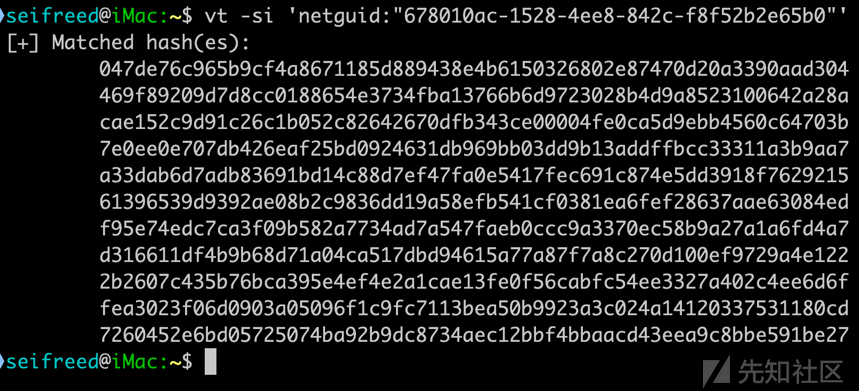 seifreed@iMac:~$ vt -si 'netguid:"678010ac-1528-4ee8-842c-f8f52b2e65b0"'
[+] Matched hash(es):
047de76c965b9cf4a8671185d889438e4b6150326802e87470d20a3390aad304
469f89209d7d8cc0188654e3734fba13766b6d9723028b4d9a8523100642a28a
cae152c9d91c26c1b052c82642670dfb343ce00004fe0ca5d9ebb4560c64703b
7e0ee0e707db426eaf25bd0924631db969bb03dd9b13addffbcc33311a3b9aa7
a33dab6d7adb83691bd14c88d7ef47fa0e5417fec691c874e5dd3918f7629215
61396539d9392ae08b2c9836dd19a58efb541cf0381ea6fef28637aae63084ed
f95e74edc7ca3f09b582a7734ad7a547faeb0ccc9a3370ec58b9a27a1a6fd4a7
d316611df4b9b68d71a04ca517dbd94615a77a87f7a8c270d100ef9729a4e122
2b2607c435b76bca395e4ef4e2a1cae13fe0f56cabfc54ee3327a402c4ee6d6f
fea3023f06d0903a05096f1c9fc7113bea50b9923a3c024a14120337531180cd
7260452e6bd05725074ba92b9dc8734aec12bbf4bbaacd43eea9c8bbe591be27
seifreed@iMac:~$
先知社区